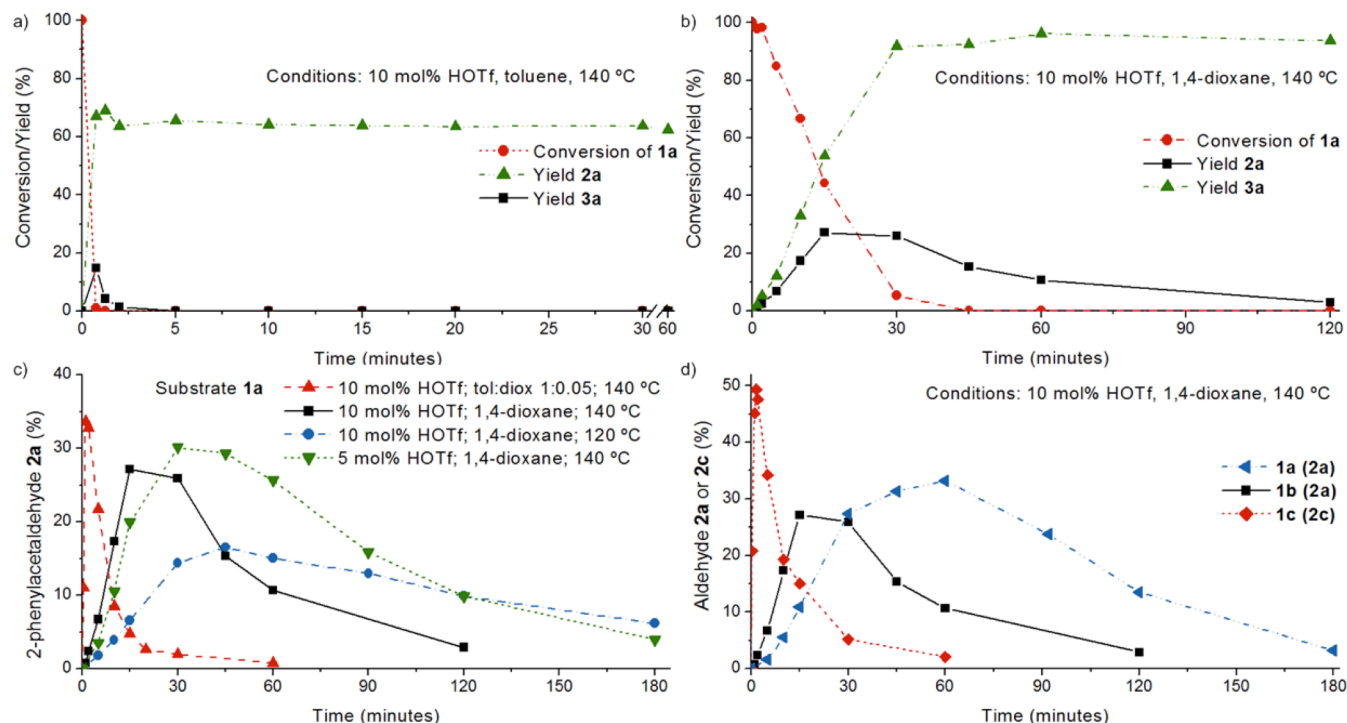 a)
Conversion/Yield (%)
100
80
60
40
20
0
Conditions: 10 mol% HOTf, toluene, 140 ºC
Conversion of 1a
Yield 2a
Yield 3a
0 5 10 15 20 25 30 60
Time (minutes)
b)
Conversion/Yield (%)
100
80
60
40
20
0
Conditions: 10 mol% HOTf, 1,4-dioxane, 140 ºC
Conversion of 1a
Yield 2a
Yield 3a
0 30 60 90 120
Time (minutes)
c)
2-phenylacetaldehyde 2a (%)
40
30
20
10
0
Substrate 1a
10 mol% HOTf; tol:diox 1:0.05; 140 ºC
10 mol% HOTf; 1,4-dioxane; 140 ºC
10 mol% HOTf; 1,4-dioxane; 120 ºC
5 mol% HOTf; 1,4-dioxane; 140 ºC
0 30 60 90 120 150 180
Time (minutes)
d)
Aldehyde 2a or 2c (%)
50
40
30
20
10
0
Conditions: 10 mol% HOTf, 1,4-dioxane, 140 ºC
1a (2a)
1b (2a)
1c (2c)
0 30 60 90 120 150 180
Time (minutes)